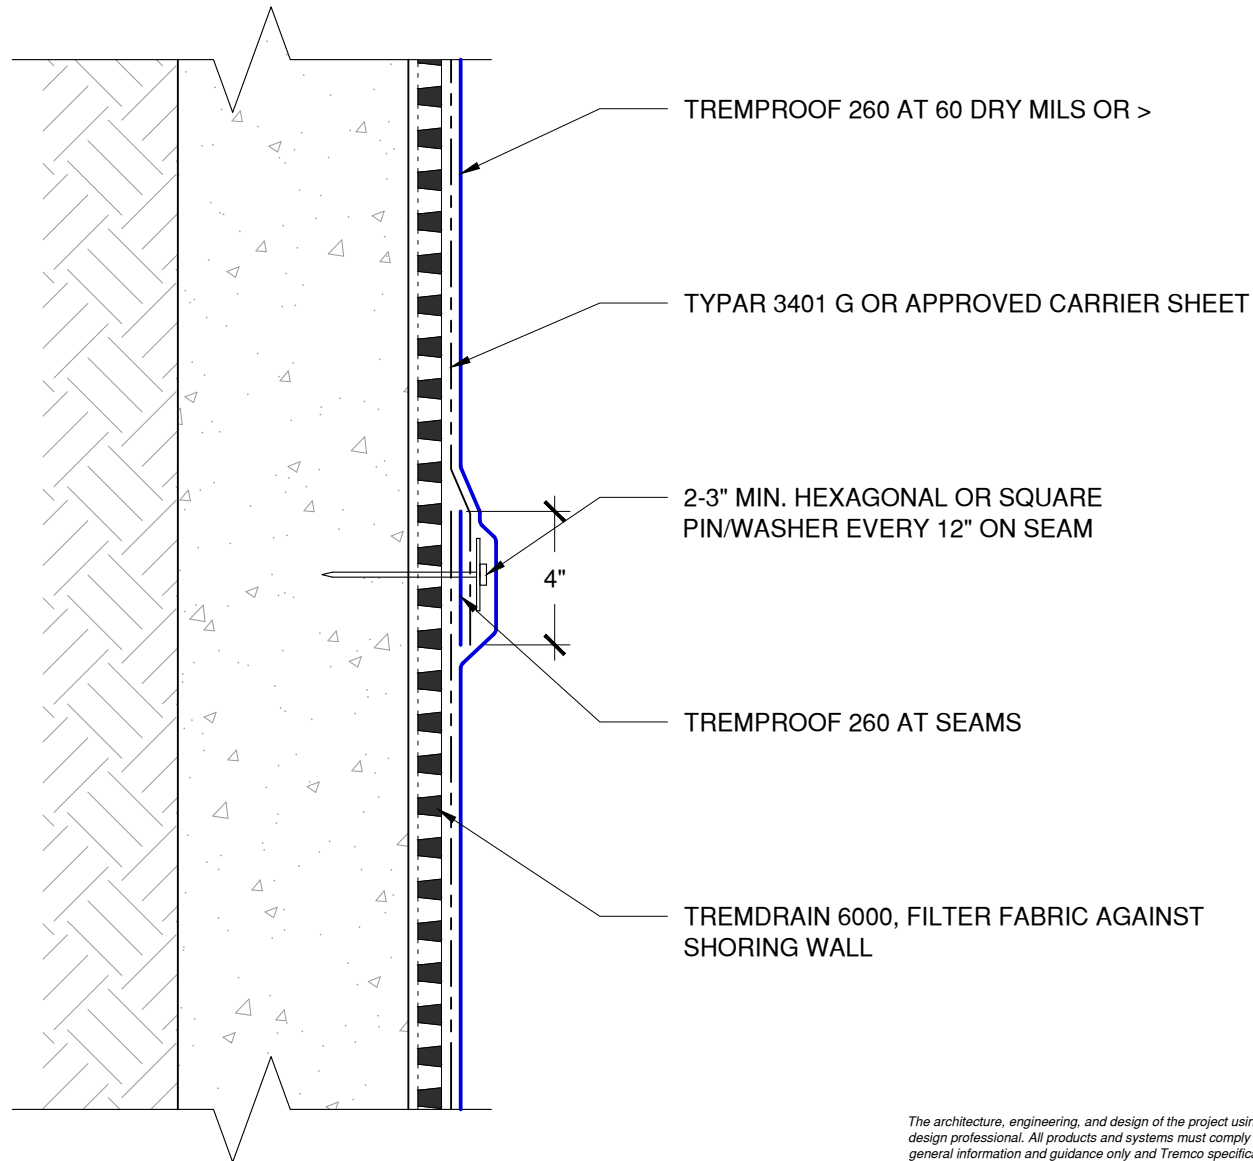 TREMPROOF 260 AT 60 DRY MILS OR >
TYPAR 3401 G OR APPROVED CARRIER SHEET
2-3" MIN. HEXAGONAL OR SQUARE
PIN/WASHER EVERY 12" ON SEAM
4"
TREMPROOF 260 AT SEAMS
TREMDRAIN 6000, FILTER FABRIC AGAINST
SHORING WALL
The architecture, engineering, and design of the project
design professional. All products and systems must comply
general information and guidance only and Tremco